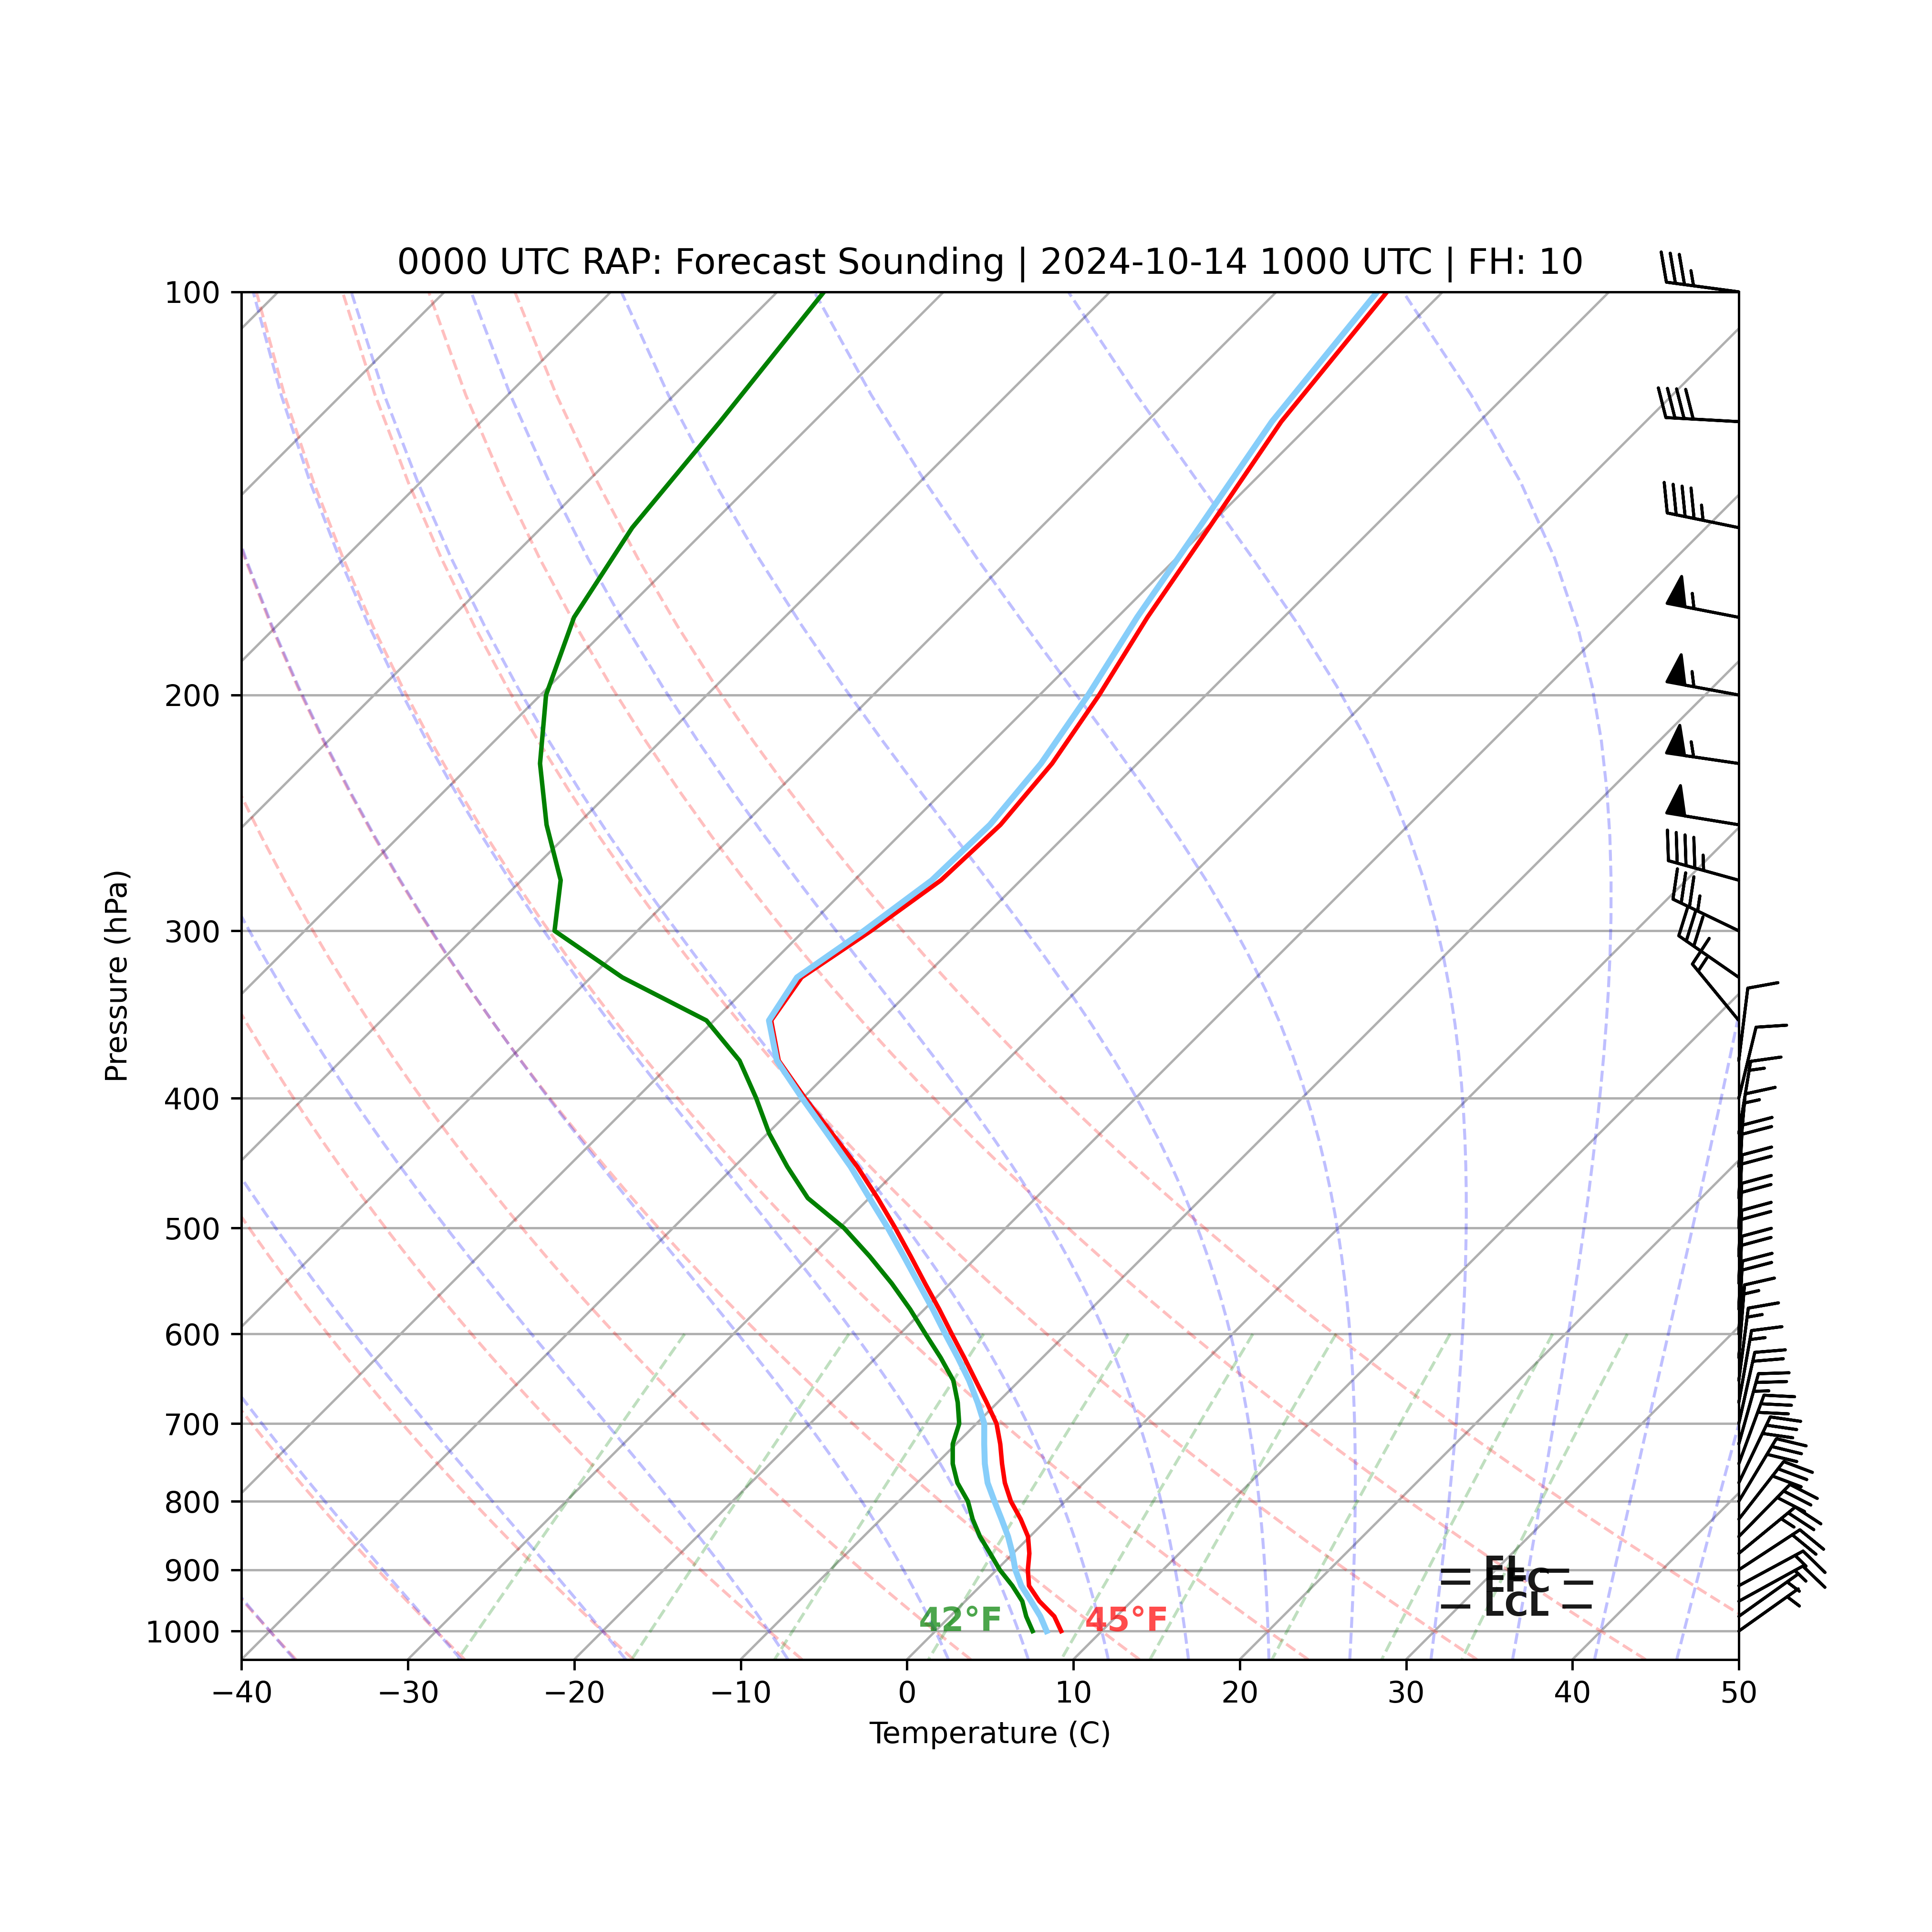 0000 UTC RAP: Forecast Sounding | 2024-10-14 1000 UTC | FH: 10
100
200
300
400
500
600
700
800
900
1000
Pressure (hPa)
— EL —
— LFC —
— LCL —
42°F
45°F
−40 −30 −20 −10 0 10 20 30 40 50
Temperature (C)